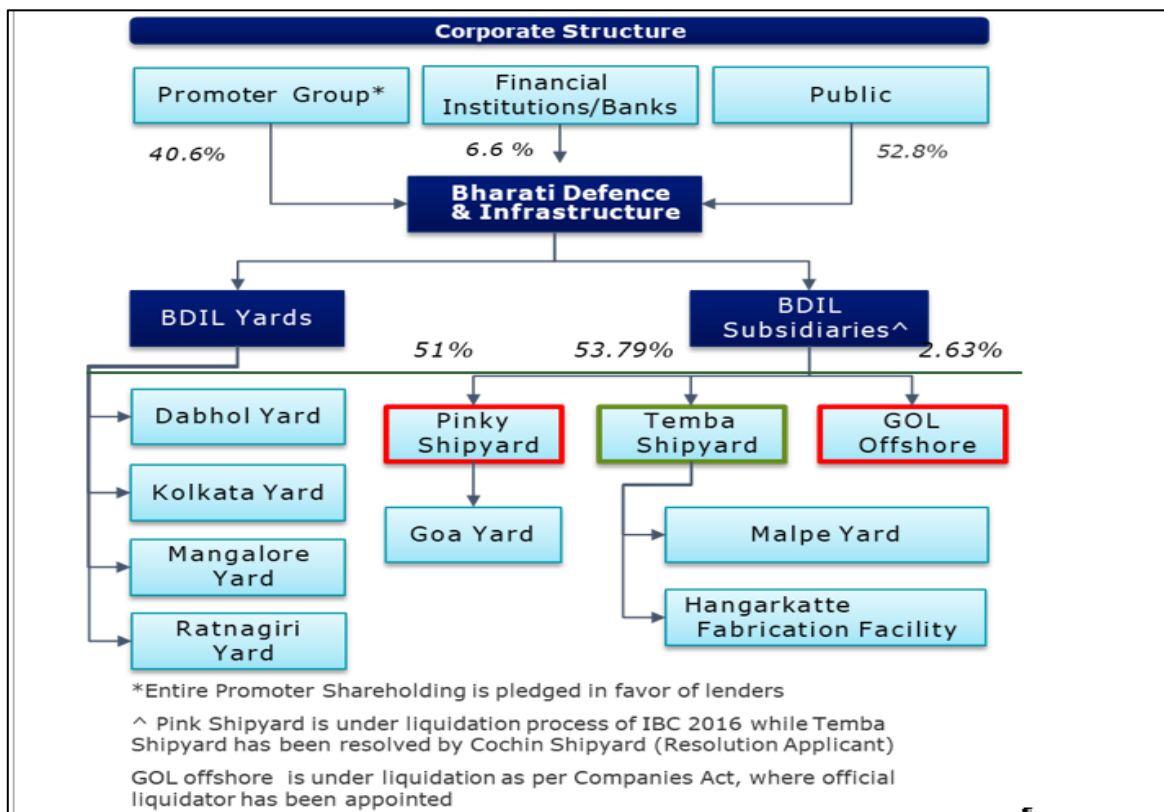 Corporate Structure
Promoter Group*
Financial
Institutions/Banks
Public
40.6%
6.6 %
52.8%
Bharati Defence
& Infrastructure
BDIL Yards
BDIL
Subsidiaries^
51%
53.79%
2.63%
Dabhol Yard
Kolkata Yard
Mangalore
Yard
Ratnagiri
Yard
Pinky
Shipyard
Temba
Shipyard
GOL
Offshore
Goa Yard
Malpe Yard
Hangarkatte
Fabrication Facility
*Entire Promoter Shareholding is pledged in favor of lenders
^ Pink Shipyard is under liquidation process of IBC 2016 while Temba
Shipyard has been resolved by Cochin Shipyard (Resolution Applicant)
GOL offshore is under liquidation as per Companies Act, where official
liquidator has been appointed